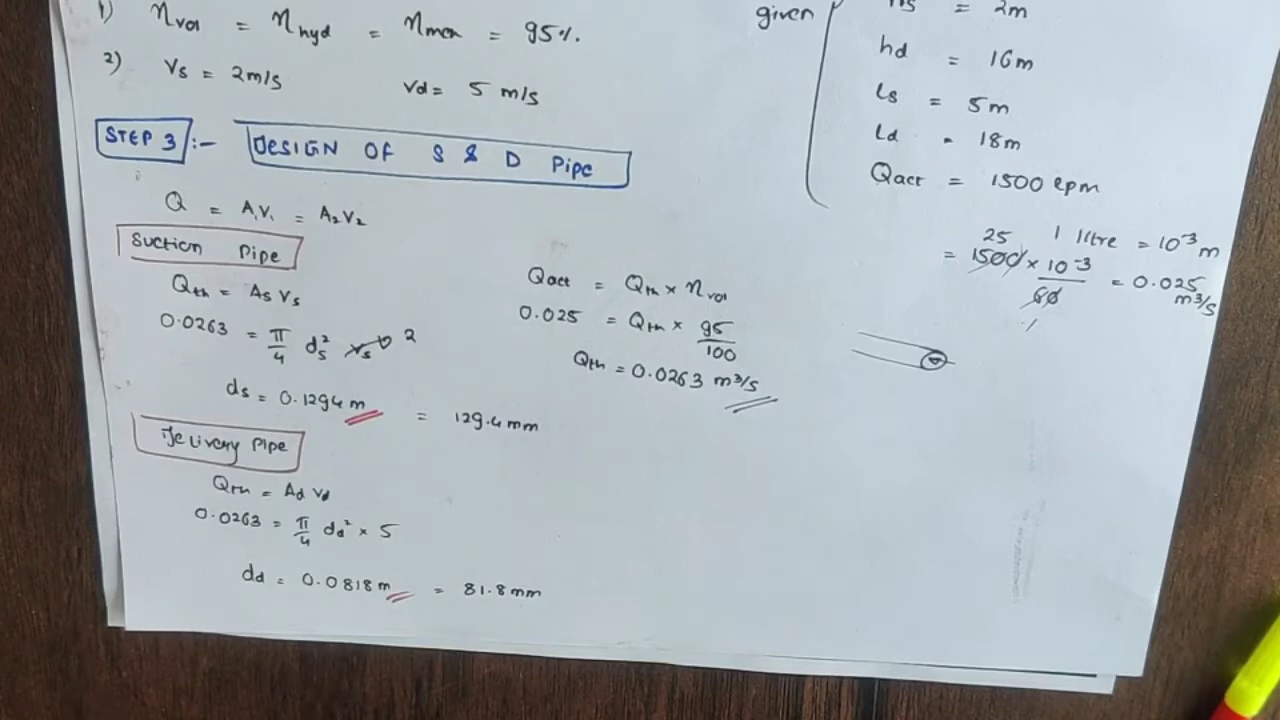 1) ηvol = ηhyd = ηmen = 95%.
2) Vs = 2m/s Vd = 5 m/s
given
= 2m
hd = 16m
ls = 5m
ld = 18m
Qact = 1500 lpm
1 litre = 10⁻³ m
= 25 1500 × 10⁻³ / 60 = 0.025 m³/s
STEP 3 :- DESIGN OF S & D Pipe
Q = A₁V₁ = A₂V₂
Suction Pipe
Qth = As Vs
0.0263 = π/4 ds² Vs 2
ds = 0.1294 m = 129.4 mm
Qact = Qth × ηvol
0.025 = Qth × 95/100
Qth = 0.0263 m³/s
Delivery Pipe
Qth = Ad Vd
0.0263 = π/4 dd² × 5
dd = 0.0818 m = 81.8 mm